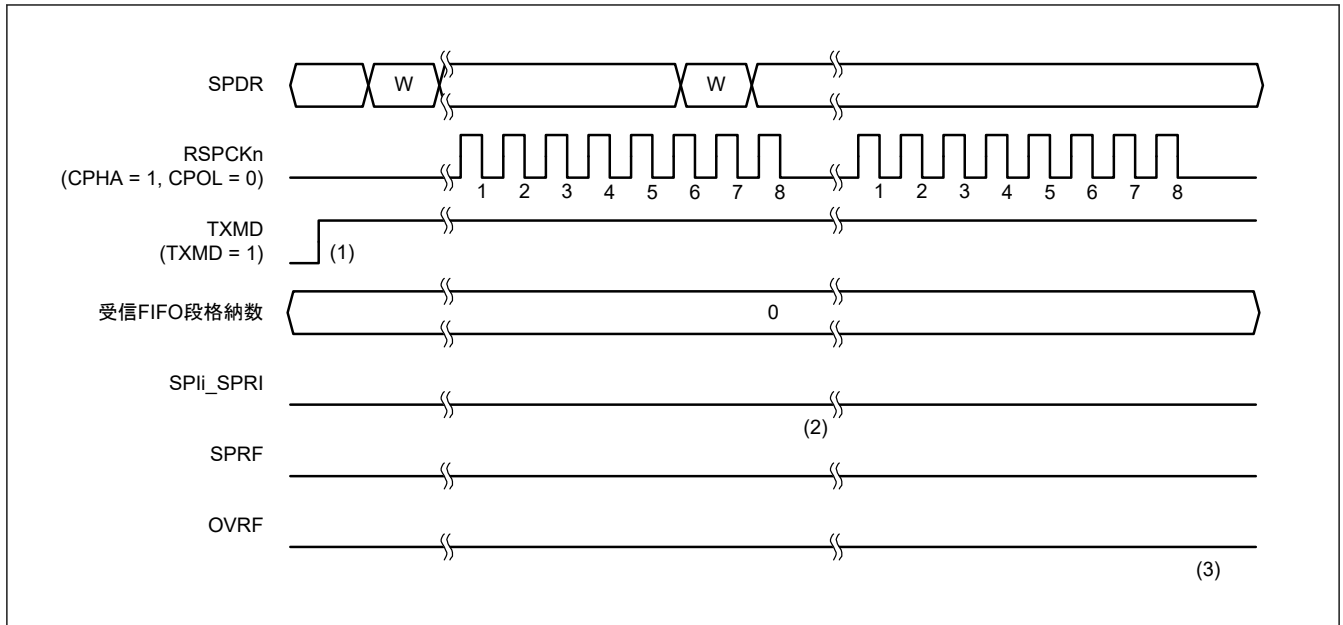 SPDR
W
W
RSPCKn
(CPHA = 1, CPOL = 0)
1 2 3 4 5 6 7 8
1 2 3 4 5 6 7 8
TXMD
(TXMD = 1)
(1)
受信FIFO段格納数
0
SPIi_SPRI
(2)
SPRF
OVRF
(3)